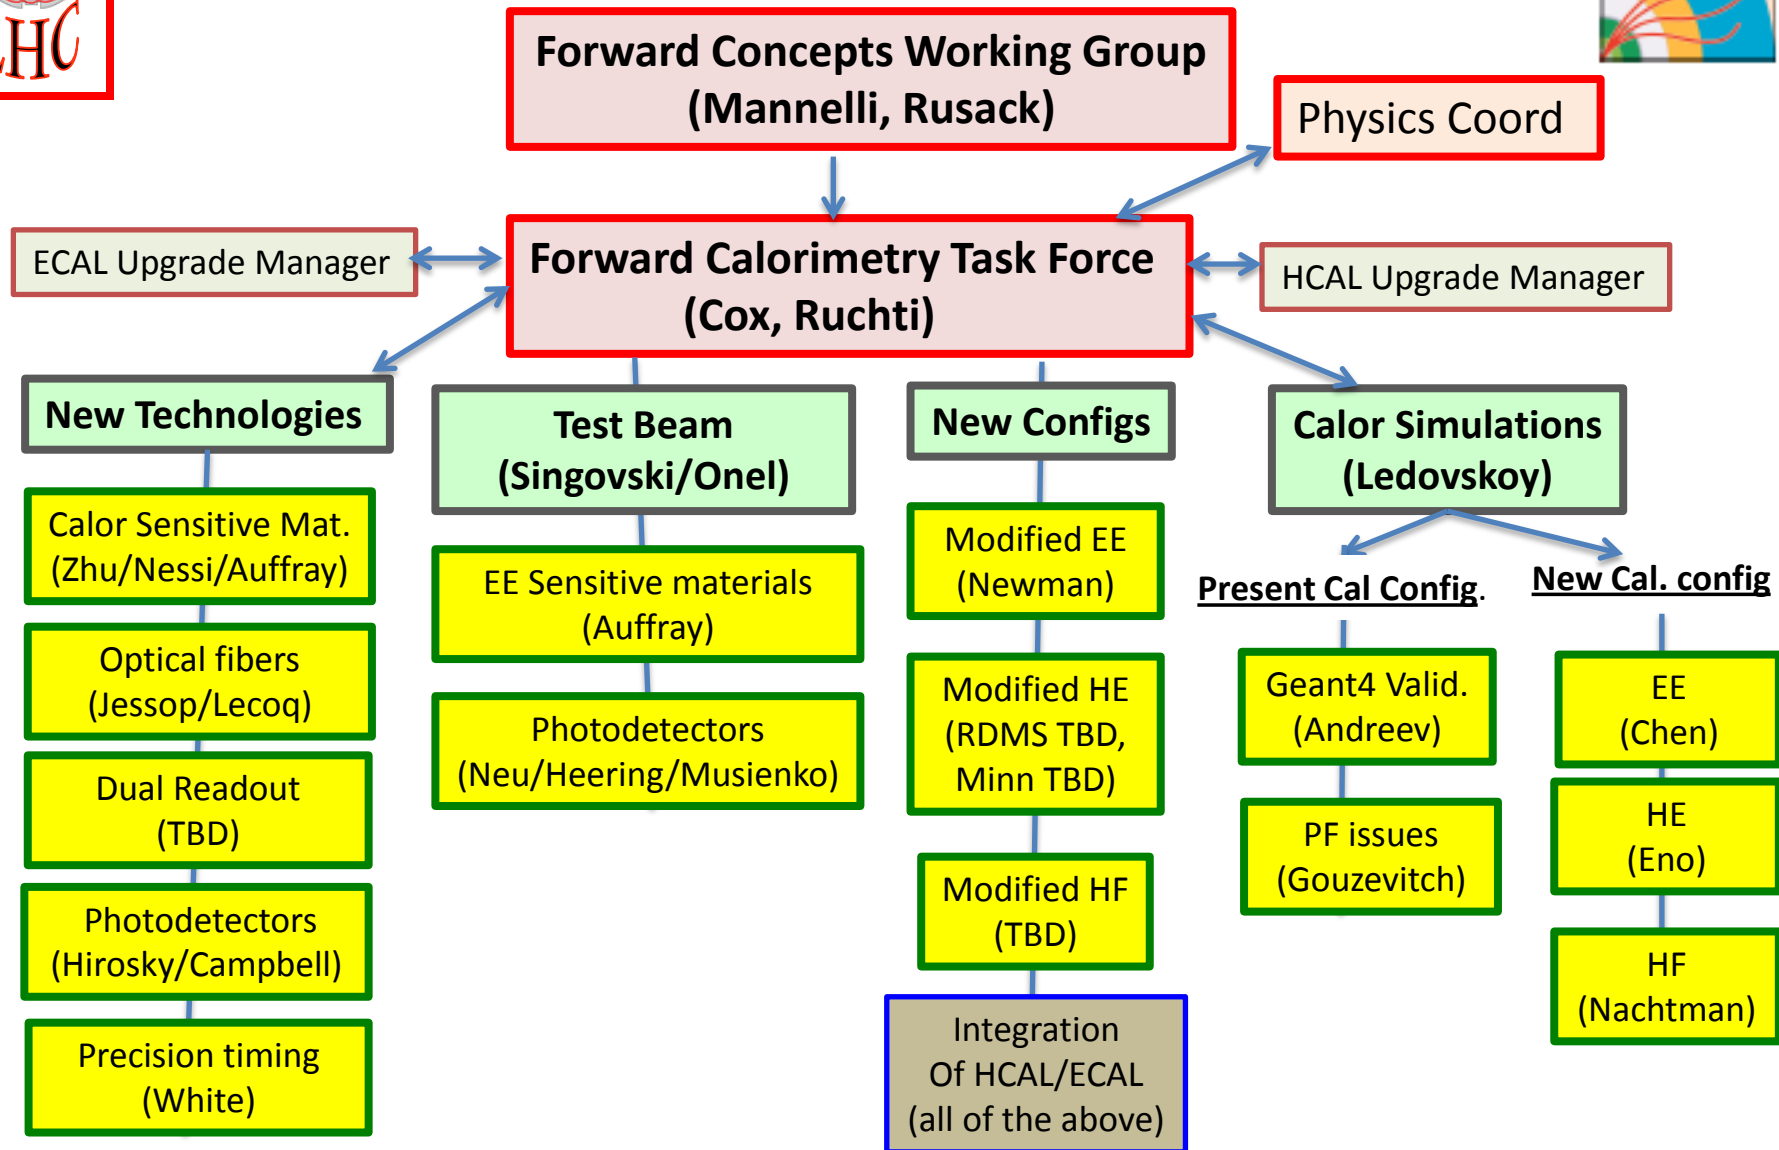 LHC
Forward Concepts Working Group
(Mannelli, Rusack)
Physics Coord
ECAL Upgrade Manager
Forward Calorimetry Task Force
(Cox, Ruchti)
HCAL Upgrade Manager
New Technologies
Calor Sensitive Mat.
(Zhu/Nessi/Auffray)
Optical fibers
(Jessop/Lecoq)
Dual Readout
(TBD)
Photodetectors
(Hirosky/Campbell)
Precision timing
(White)
Test Beam
(Singovski/Onel)
EE Sensitive materials
(Auffray)
Photodetectors
(Neu/Heering/Musienko)
New Configs
Modified EE
(Newman)
Modified HE
(RDMS TBD,
Minn TBD)
Modified HF
(TBD)
Integration
Of HCAL/ECAL
(all of the above)
Calor Simulations
(Ledovskoy)
Present Cal Config.
Geant4 Valid.
(Andreev)
PF issues
(Gouzevitch)
New Cal. config
EE
(Chen)
HE
(Eno)
HF
(Nachtman)